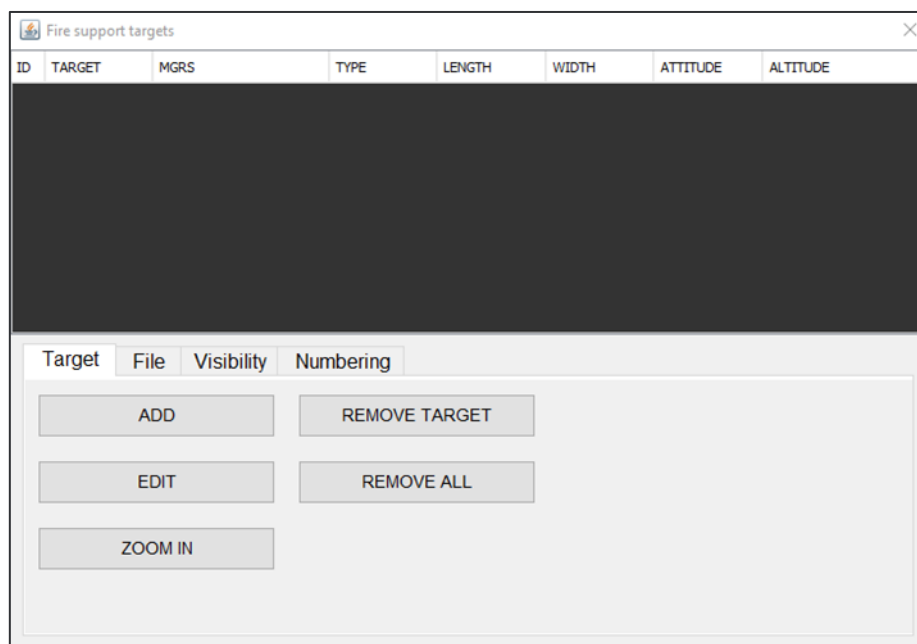 Fire support targets
ID TARGET MGRS TYPE LENGTH WIDTH ATTITUDE ALTITUDE
Target File Visibility Numbering
ADD REMOVE TARGET
EDIT REMOVE ALL
ZOOM IN